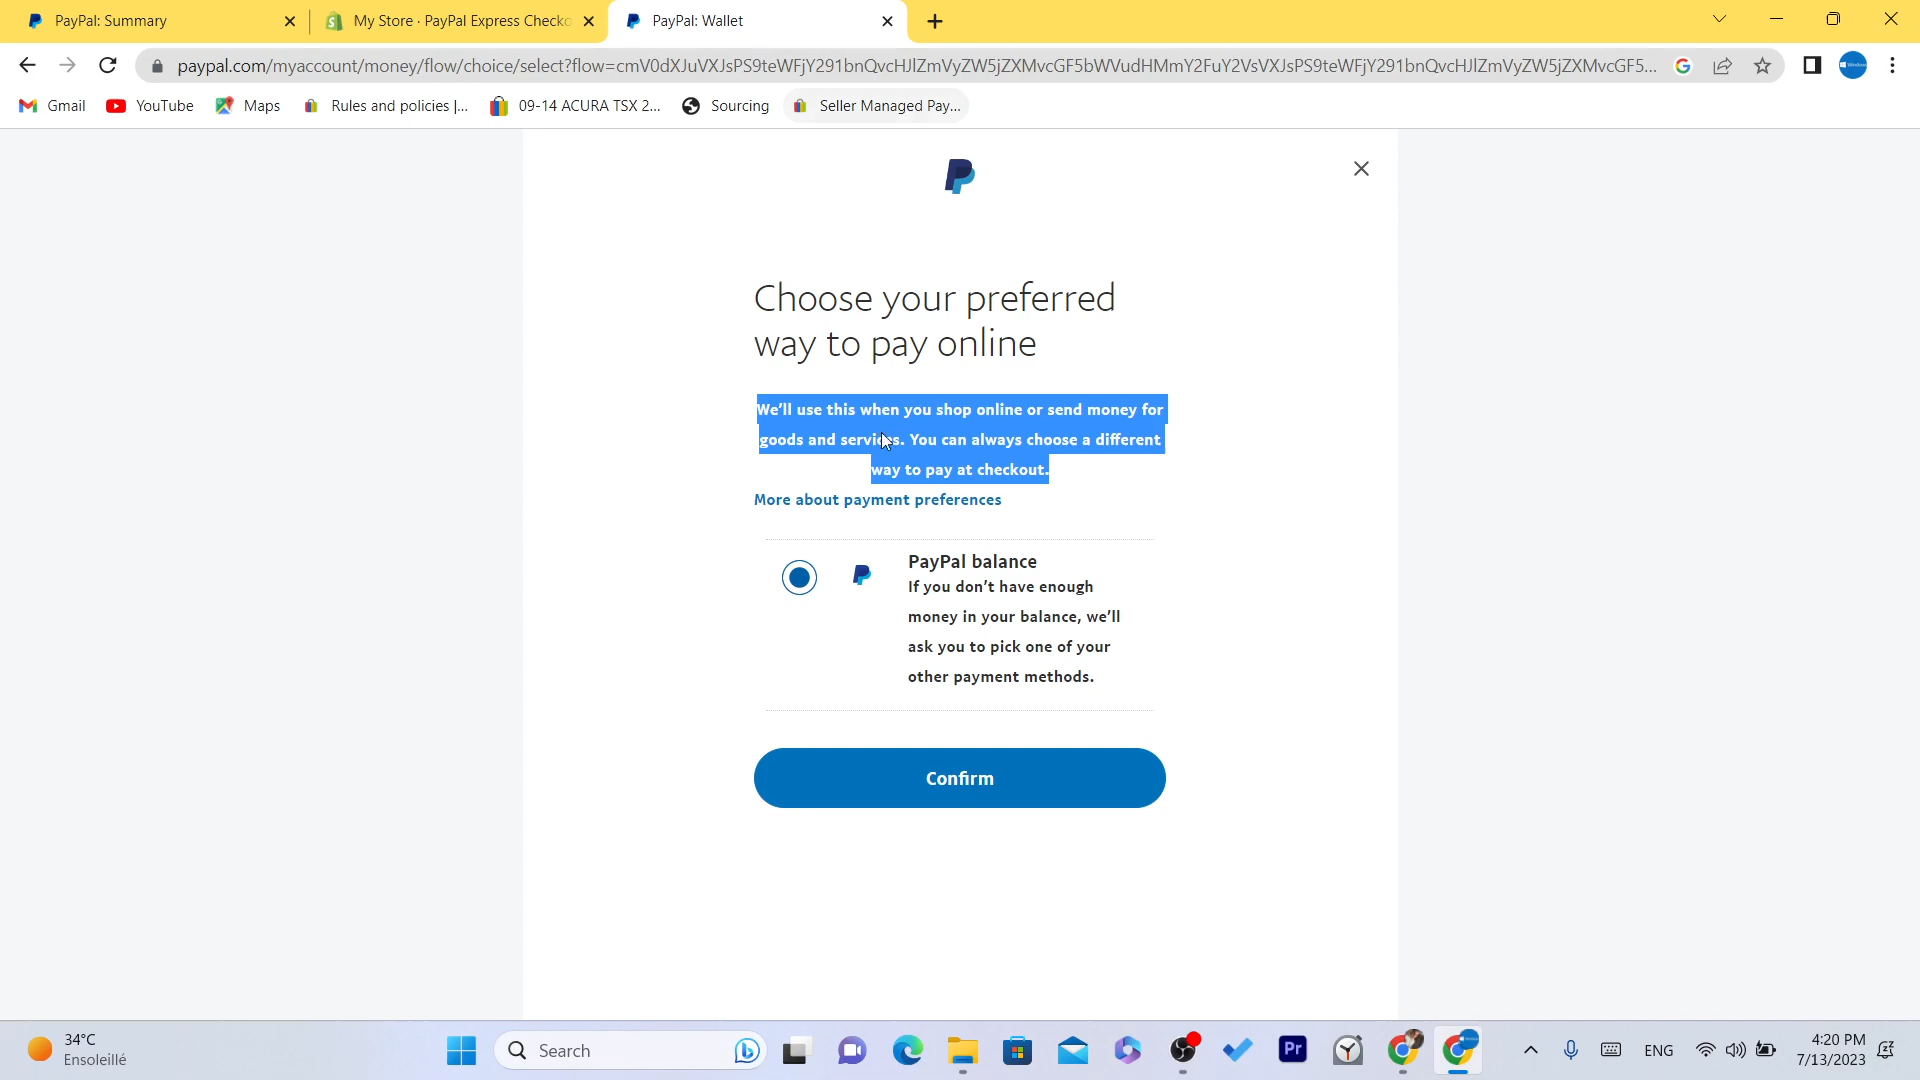 PayPal: Summary
My Store · PayPal Express Checko
PayPal: Wallet
paypal.com/myaccount/money/flow/choice/select?flow=cmV0dXJuVXJsPS9teWFjY291bnQvcHJlZmVyZW5jZXMvcGF5bWVudHMmY2FuY2VsVXJsPS9teWFjY291bnQvcHJlZmVyZW5jZXMvcGF5...
Gmail
YouTube
Maps
Rules and policies |...
09-14 ACURA TSX 2...
Sourcing
Seller Managed Pay...
Choose your preferred
way to pay online
We'll use this when you shop online or send money for
goods and services. You can always choose a different
way to pay at checkout.
More about payment preferences
PayPal balance
If you don't have enough
money in your balance, we'll
ask you to pick one of your
other payment methods.
Confirm
34°C
Ensoleillé
Search
Pr
ENG
4:20 PM
7/13/2023